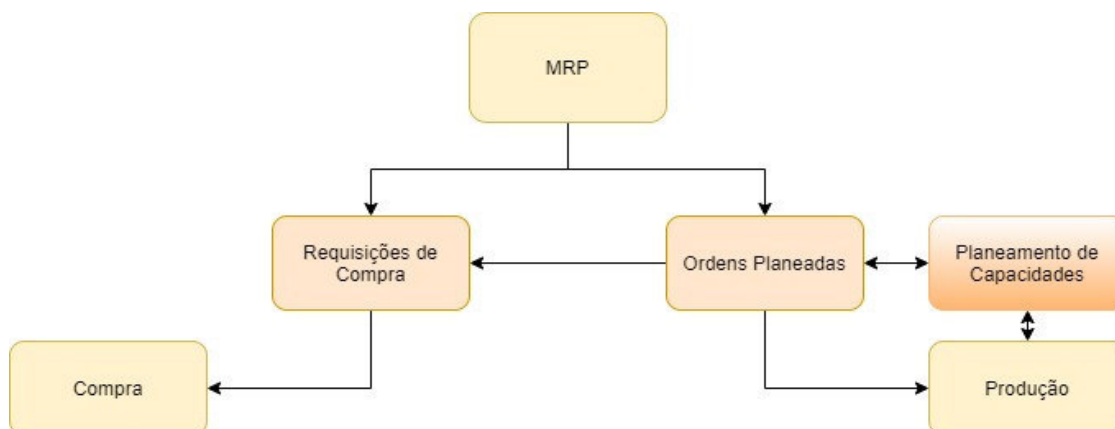 MRP
Requisições de
Compra
Ordens Planeadas
Planeamento de
Capacidades
Compra
Produção